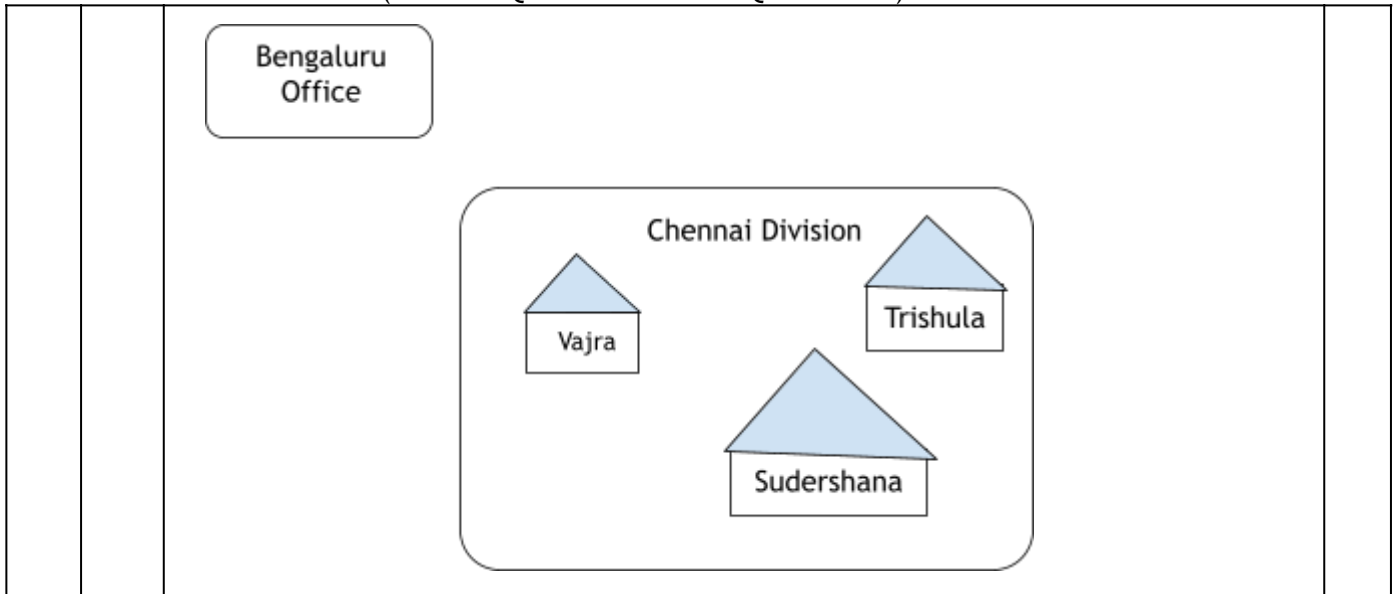 Bengaluru
Office
Chennai Division
Trishula
Vajra
Sudershana